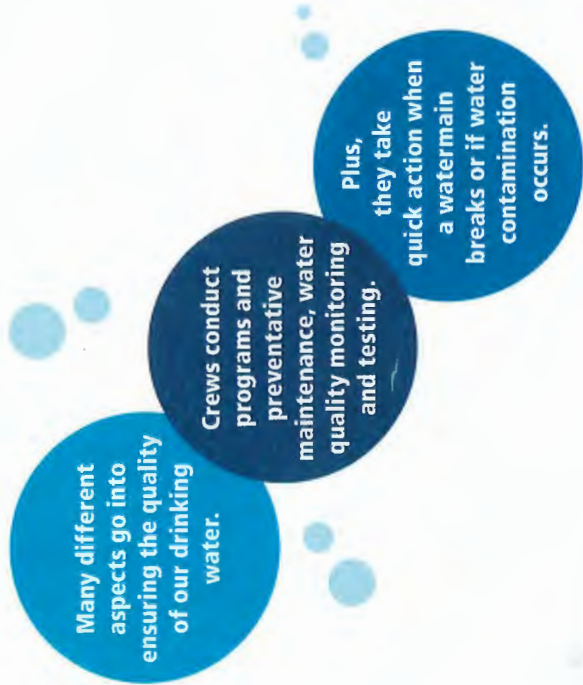 Many different
aspects go into
ensuring the quality
of our drinking
water.
Crews conduct
programs and
preventative
maintenance, water
quality monitoring
and testing.
Plus,
they take
quick action when
a watermain
breaks or if water
contamination
occurs.